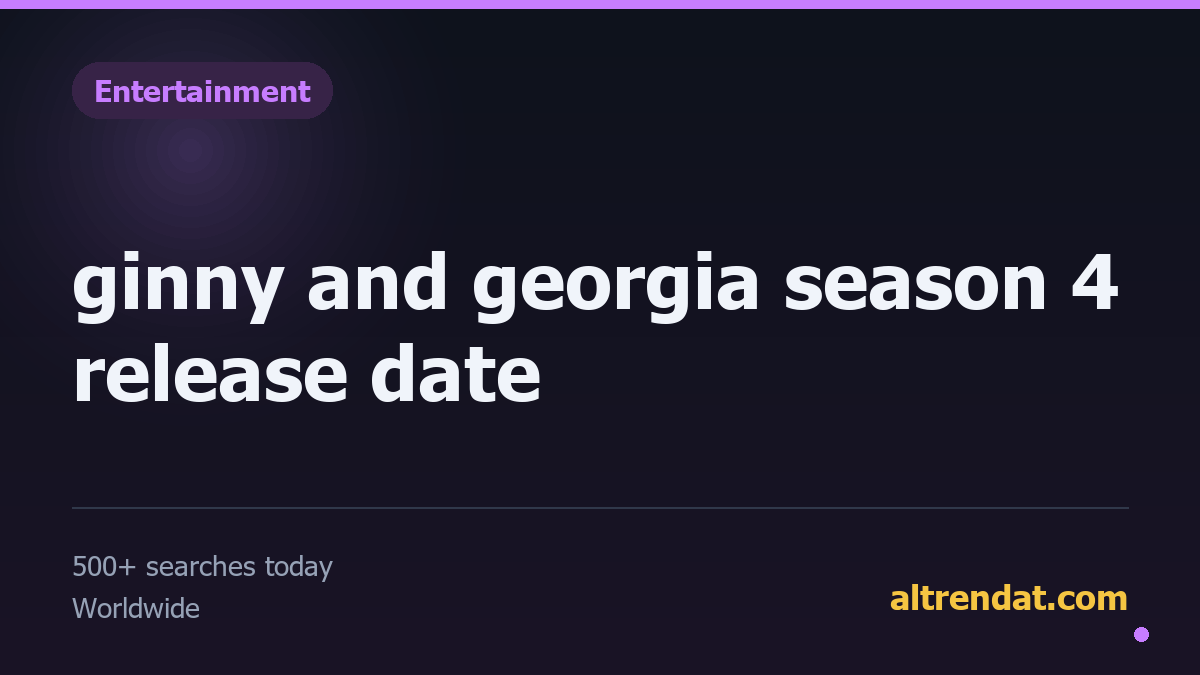 Entertainment
ginny and georgia season 4
release date
500+ searches today
Worldwide
altrendat.com